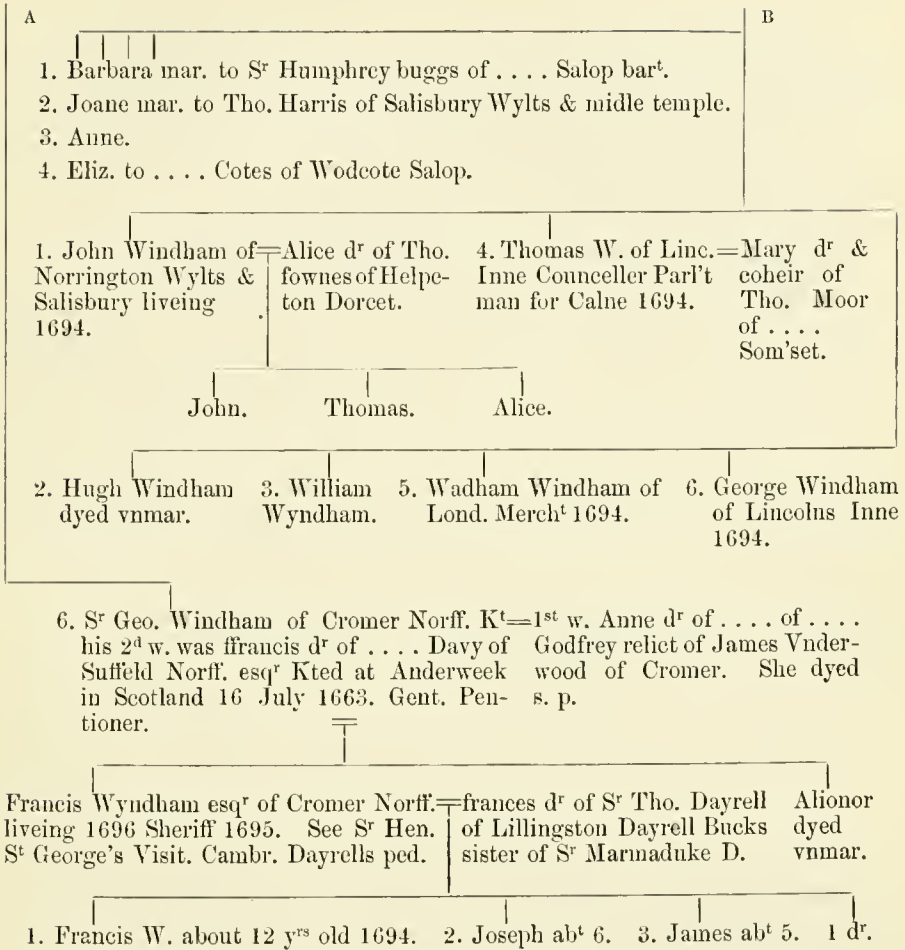 A
B
1. Barbara mar. to Sʳ Humphrey buggs of . . . . Salop barᵗ.
2. Joane mar. to Tho. Harris of Salisbury Wylts & midle temple.
3. Anne.
4. Eliz. to . . . . Cotes of Wodcote Salop.
1. John Windham of
Norrington Wylts &
Salisbury liveing
1694.
Alice dʳ of Tho.
fownes of Helpe-
ton Dorcet.
4. Thomas W. of Linc.
Inne Counceller Parl't
man for Calne 1694.
Mary dʳ &
coheir of
Tho. Moor
of . . . .
Som'set.
John.
Thomas.
Alice.
2. Hugh Windham
dyed vnmar.
3. William
Wyndham.
5. Wadham Windham of
Lond. Merchᵗ 1694.
6. George Windham
of Lincolns Inne
1694.
6. Sʳ Geo. Windham of Cromer Norff. Kᵗ
his 2ᵈ w. was ffrancis dʳ of . . . . Davy of
Suffeld Norff. esqʳ Kted at Anderweek
in Scotland 16 July 1663. Gent. Pen-
tioner.
1ˢᵗ w. Anne dʳ of . . . . of . . . .
Godfrey relict of James Vnder-
wood of Cromer. She dyed
s. p.
Francis Wyndham esqʳ of Cromer Norff.
liveing 1696 Sheriff 1695. See Sʳ Hen.
Sᵗ George's Visit. Cambr. Dayrells ped.
frances dʳ of Sʳ Tho. Dayrell
of Lillingston Dayrell Bucks
sister of Sʳ Marmaduke D.
Alionor
dyed
vnmar.
1. Francis W. about 12 yʳˢ old 1694.
2. Joseph abᵗ 6.
3. James abᵗ 5.
1 dʳ.